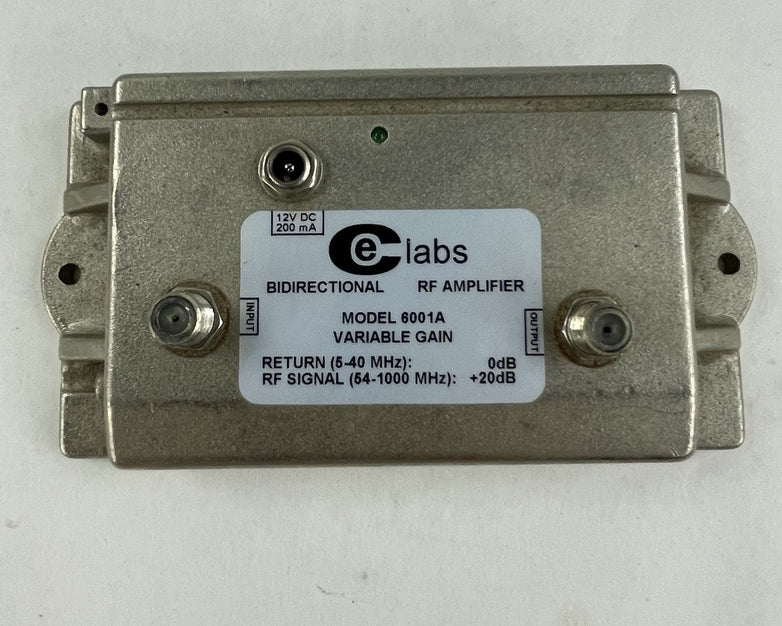 12V DC
200 mA
ce labs
BIDIRECTIONAL RF AMPLIFIER
INPUT
MODEL 6001A
OUTPUT
VARIABLE GAIN
RETURN (5-40 MHz): 0dB
RF SIGNAL (54-1000 MHz): +20dB